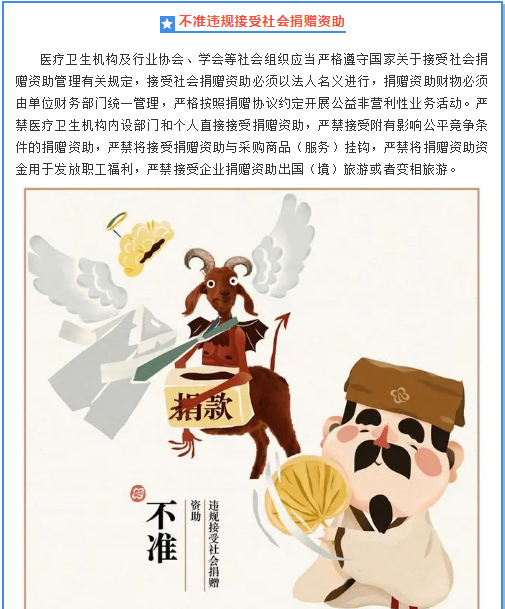 不准违规接受社会捐赠资助
医疗卫生机构及行业协会、学会等社会组织应当严格遵守国家关于接受社会捐
赠资助管理有关规定，接受社会捐赠资助必须以法人名义进行，捐赠资助财物必须
由单位财务部门统一管理，严格按照捐赠协议约定开展公益非营利性业务活动。严
禁医疗卫生机构内设部门和个人直接接受捐赠资助，严禁接受附有影响公平竞争条
件的捐赠资助，严禁将接受捐赠资助与采购商品（服务）挂钩，严禁将捐赠资助资
金用于发放职工福利，严禁接受企业捐赠资助出国（境）旅游或者变相旅游。
捐款
不准
违规接受社会捐赠
资助